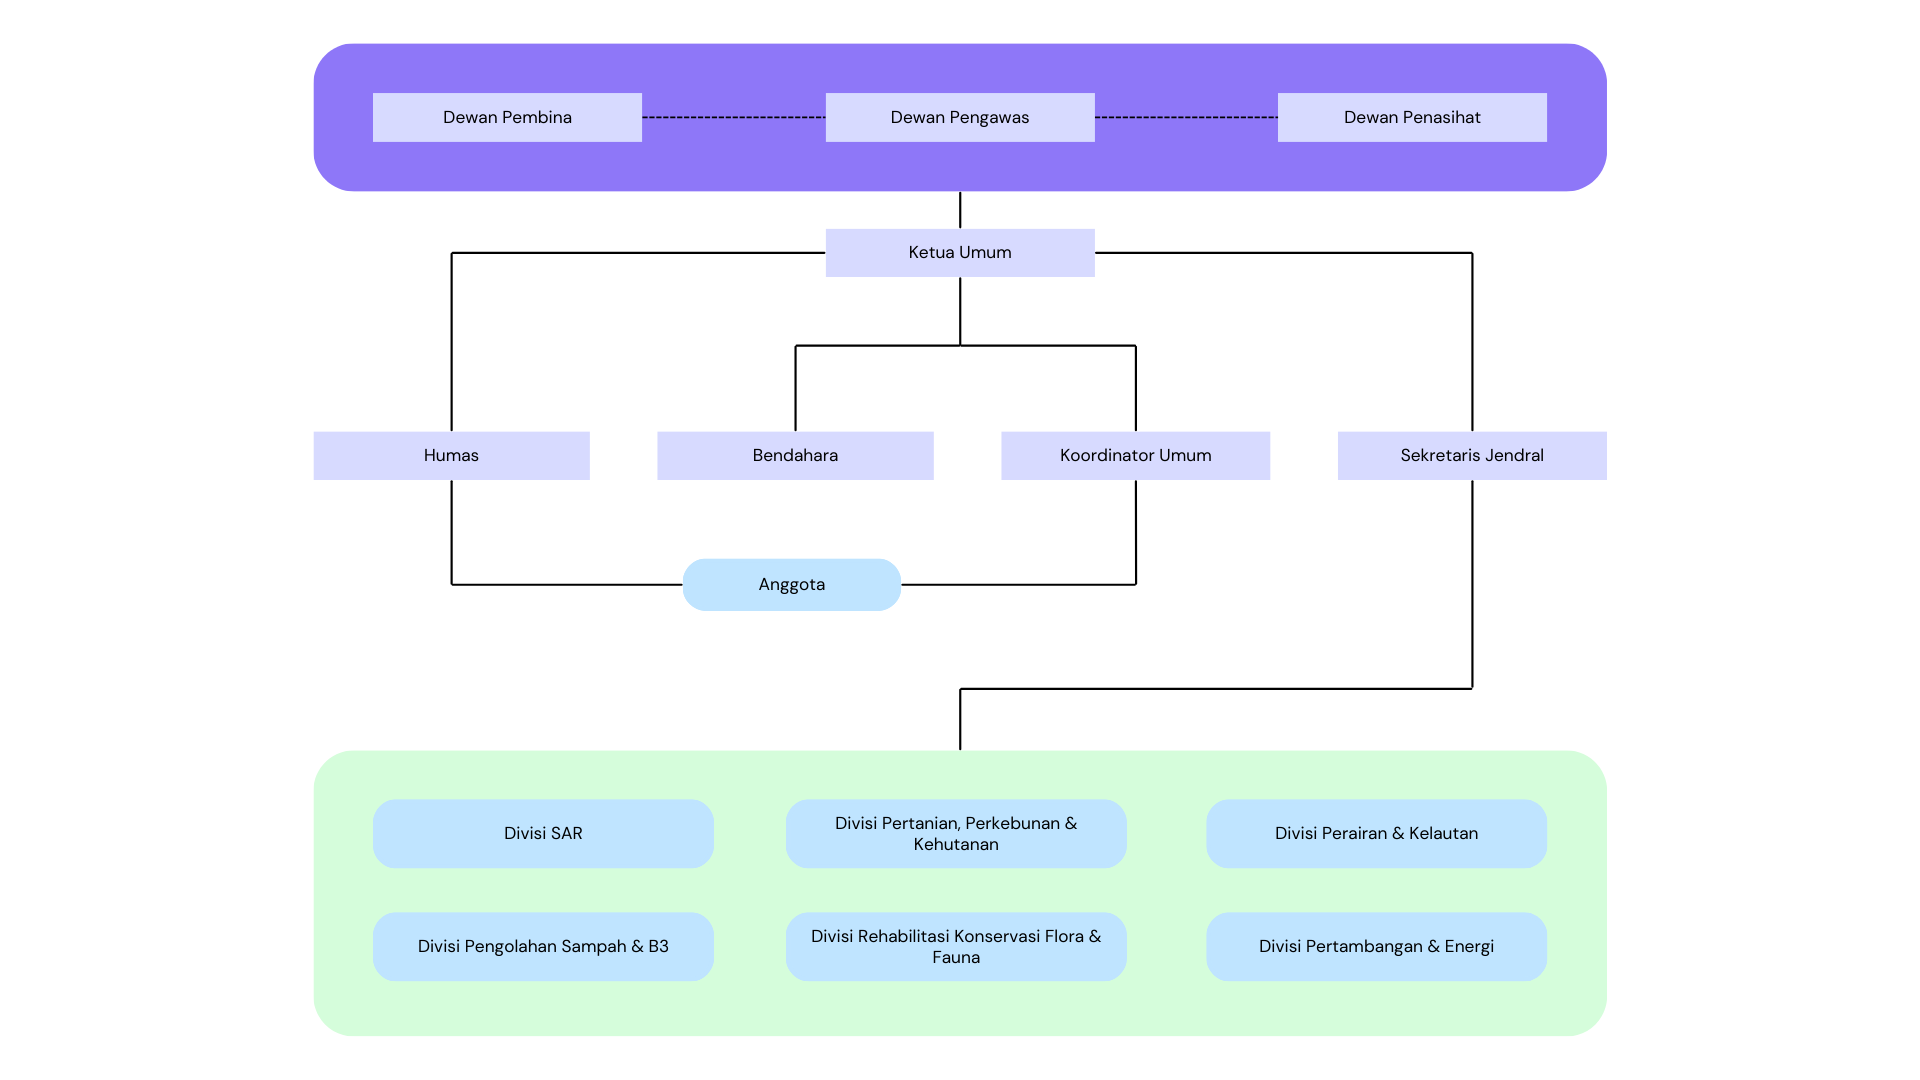 Dewan Pembina
Dewan Pengawas
Dewan Penasihat
Ketua Umum
Humas
Bendahara
Koordinator Umum
Sekretaris Jendral
Anggota
Divisi SAR
Divisi Pertanian, Perkebunan &
Kehutanan
Divisi Perairan & Kelautan
Divisi Pengolahan Sampah & B3
Divisi Rehabilitasi Konservasi Flora &
Fauna
Divisi Pertambangan & Energi